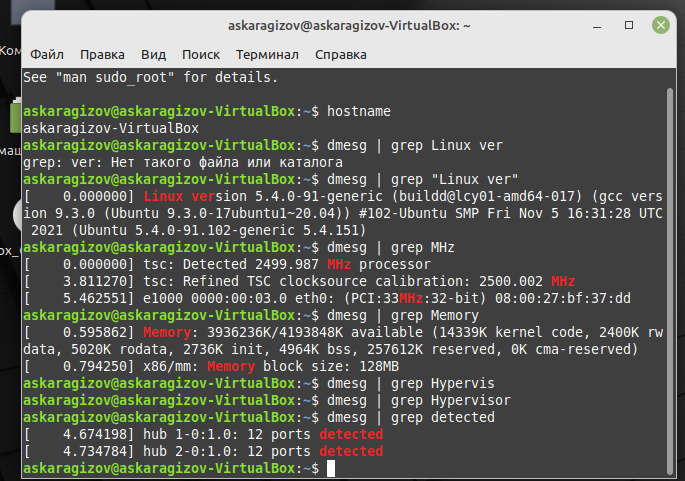 askaragizov@askaragizov-VirtualBox: ~
Файл Правка Вид Поиск Терминал Справка
See "man sudo_root" for details.
askaragizov@askaragizov-VirtualBox:~$ hostname
askaragizov-VirtualBox
askaragizov@askaragizov-VirtualBox:~$ dmesg | grep Linux ver
grep: ver: Нет такого файла или каталога
askaragizov@askaragizov-VirtualBox:~$ dmesg | grep "Linux ver"
[    0.000000] Linux version 5.4.0-91-generic (buildd@lcy01-amd64-017) (gcc vers
ion 9.3.0 (Ubuntu 9.3.0-17ubuntu1~20.04)) #102-Ubuntu SMP Fri Nov 5 16:31:28 UTC
 2021 (Ubuntu 5.4.0-91.102-generic 5.4.151)
askaragizov@askaragizov-VirtualBox:~$ dmesg | grep MHz
[    0.000000] tsc: Detected 2499.987 MHz processor
[    3.811270] tsc: Refined TSC clocksource calibration: 2500.002 MHz
[    5.462551] e1000 0000:00:03.0 eth0: (PCI:33MHz:32-bit) 08:00:27:bf:37:dd
askaragizov@askaragizov-VirtualBox:~$ dmesg | grep Memory
[    0.595862] Memory: 3936236K/4193848K available (14339K kernel code, 2400K rw
data, 5020K rodata, 2736K init, 4964K bss, 257612K reserved, 0K cma-reserved)
[    0.794250] x86/mm: Memory block size: 128MB
askaragizov@askaragizov-VirtualBox:~$ dmesg | grep Hypervis
askaragizov@askaragizov-VirtualBox:~$ dmesg | grep Hypervisor
askaragizov@askaragizov-VirtualBox:~$ dmesg | grep detected
[    4.674198] hub 1-0:1.0: 12 ports detected
[    4.734784] hub 2-0:1.0: 12 ports detected
askaragizov@askaragizov-VirtualBox:~$